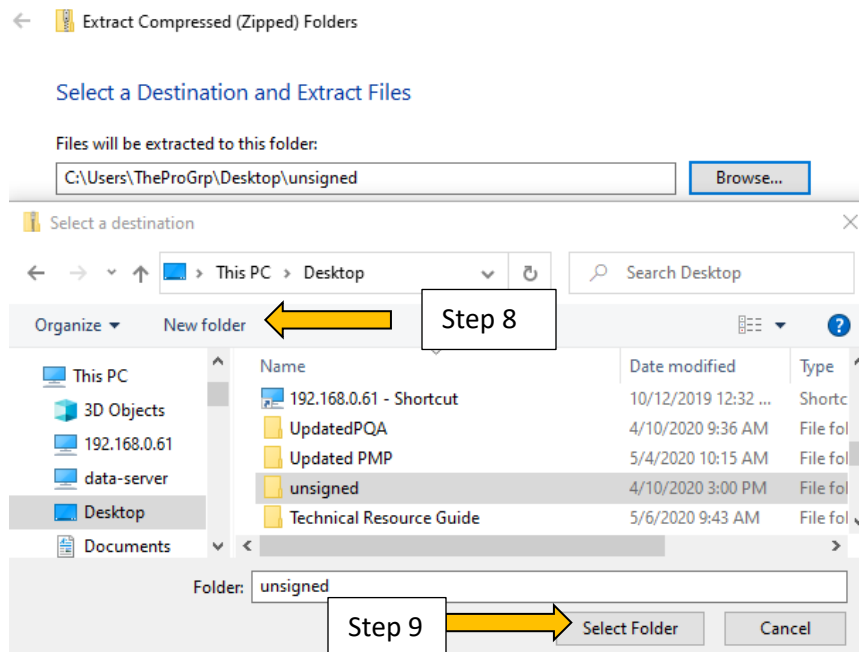 Extract Compressed (Zipped) Folders
Select a Destination and Extract Files
Files will be extracted to this folder:
C:\Users\TheProGrp\Desktop\unsigned Browse...
Select a destination
This PC > Desktop Search Desktop
Organize New folder Step 8 ?
This PC Name Date modified Type
3D Objects 192.168.0.61 - Shortcut 10/12/2019 12:32 ... Shortc
192.168.0.61 UpdatedPQA 4/10/2020 9:36 AM File fol
data-server Updated PMP 5/4/2020 10:15 AM File fol
Desktop unsigned 4/10/2020 3:00 PM File fol
Documents Technical Resource Guide 5/6/2020 9:43 AM File fol
Folder: unsigned
Step 9 Select Folder Cancel